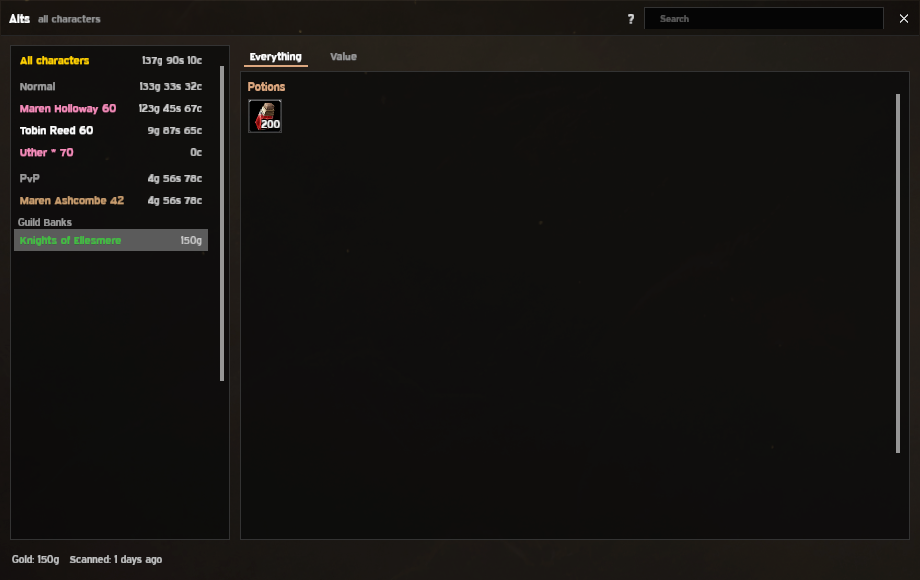 Alts all characters ? Search
All characters 137g 90s 10c
Normal 133g 33s 32c
Maren Holloway 60 123g 45s 67c
Tobin Reed 60 9g 87s 65c
Uther * 70 0c
PvP 4g 56s 78c
Maren Ashcombe 42 4g 56s 78c
Guild Banks
Knights of Ellesmere 150g
Everything Value
Potions
200
Gold: 150g Scanned: 1 days ago